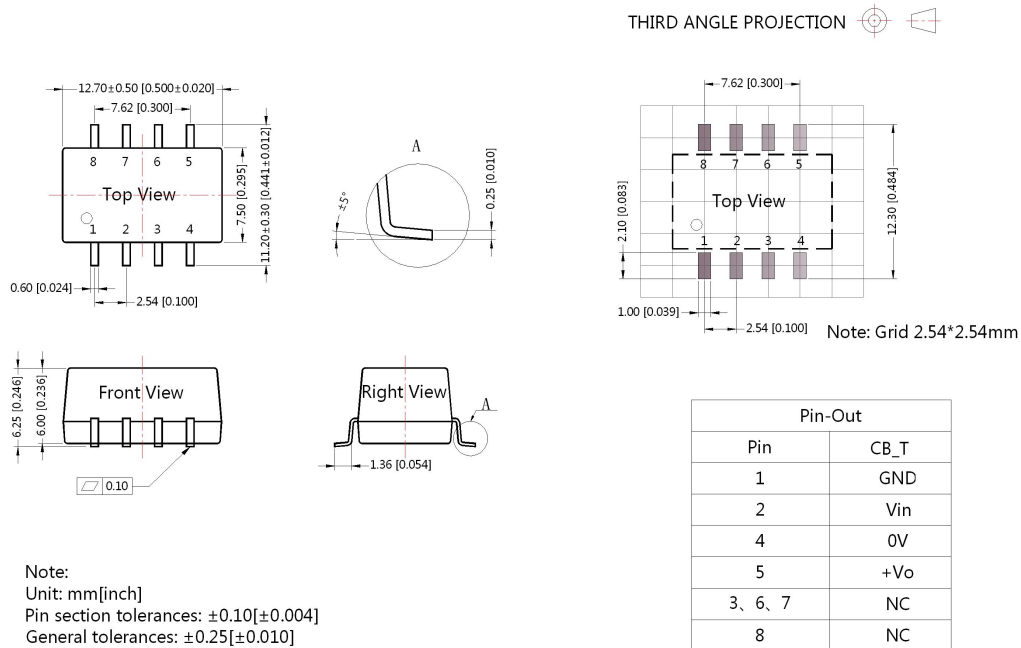 THIRD ANGLE PROJECTION
12.70±0.50 [0.500±0.020]
7.62 [0.300]
8 7 6 5
Top View
1 2 3 4
7.50 [0.295]
11.20±0.30 [0.441±0.012]
0.60 [0.024]
2.54 [0.100]
A
±5°
0.25 [0.010]
7.62 [0.300]
8 7 6 5
Top View
1 2 3 4
2.10 [0.083]
12.30 [0.484]
1.00 [0.039]
2.54 [0.100]
Note: Grid 2.54*2.54mm
6.25 [0.246]
6.00 [0.236]
Front View
0.10
Right View
A
1.36 [0.054]
Pin-Out
Pin CB_T
1 GND
2 Vin
4 0V
5 +Vo
3、6、7 NC
8 NC
Note:
Unit: mm[inch]
Pin section tolerances: ±0.10[±0.004]
General tolerances: ±0.25[±0.010]